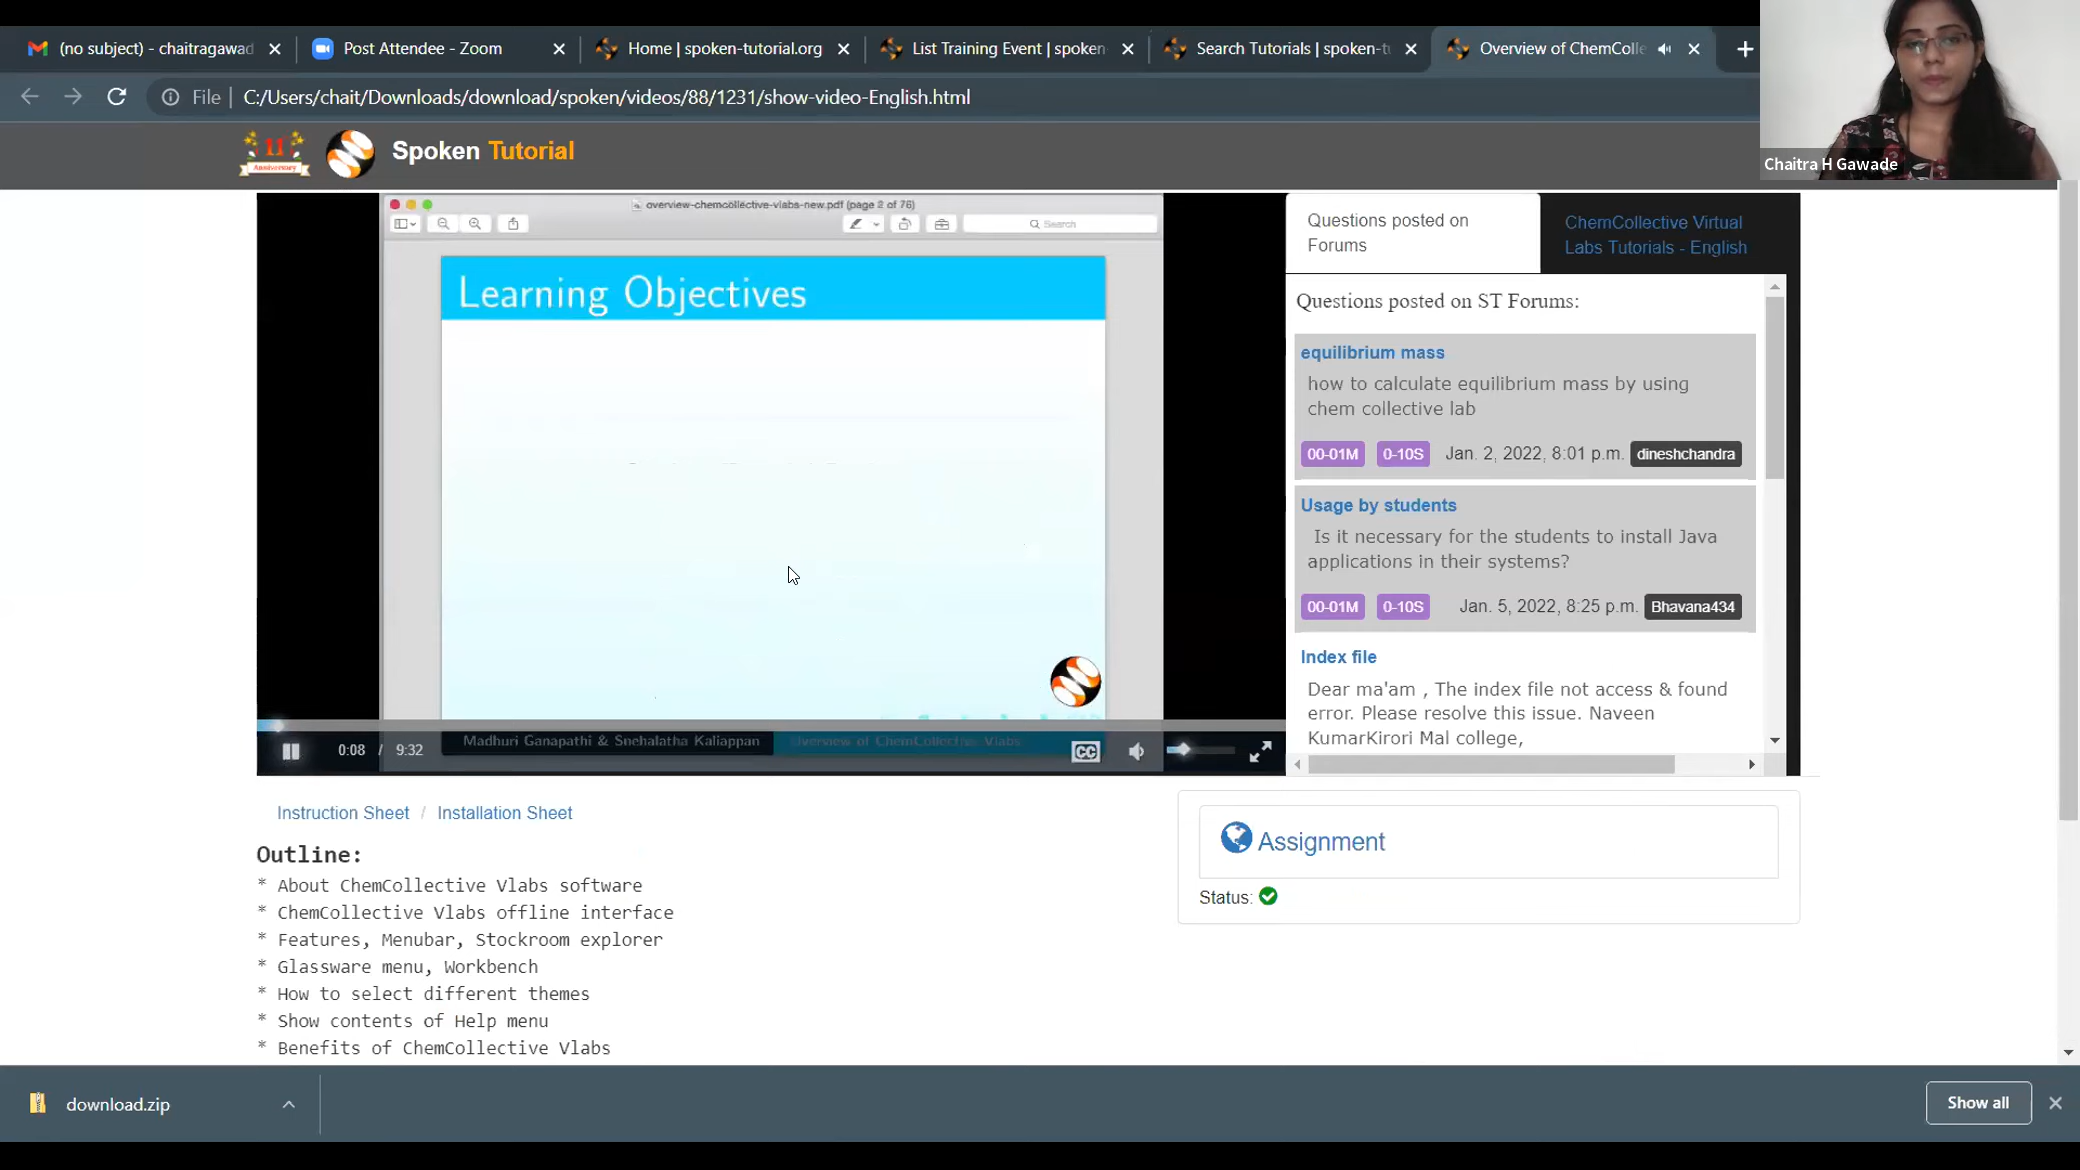 (no subject) - chaitragawad
Post Attendee - Zoom
Home | spoken-tutorial.org
List Training Event | spoken-
Search Tutorials | spoken-tu
Overview of ChemColle
File
C:/Users/chait/Downloads/download/spoken/videos/88/1231/show-video-English.html
Chaitra H Gawade
11
Anniversary
Spoken Tutorial
overview-chemcollective-vlabs-new.pdf (page 2 of 76)
Search
Learning Objectives
Madhuri Ganapathi & Snehalatha Kaliappan
Overview of ChemCollective Vlabs
0:08 / 9:32
CC
Questions posted on
Forums
ChemCollective Virtual
Labs Tutorials - English
Questions posted on ST Forums:
equilibrium mass
how to calculate equilibrium mass by using
chem collective lab
00-01M 0-10S Jan. 2, 2022, 8:01 p.m. dineshchandra
Usage by students
Is it necessary for the students to install Java
applications in their systems?
00-01M 0-10S Jan. 5, 2022, 8:25 p.m. Bhavana434
Index file
Dear ma'am , The index file not access & found
error. Please resolve this issue. Naveen
KumarKirori Mal college,
Instruction Sheet / Installation Sheet
Outline:
* About ChemCollective Vlabs software
* ChemCollective Vlabs offline interface
* Features, Menubar, Stockroom explorer
* Glassware menu, Workbench
* How to select different themes
* Show contents of Help menu
* Benefits of ChemCollective Vlabs
Assignment
Status:
download.zip
Show all